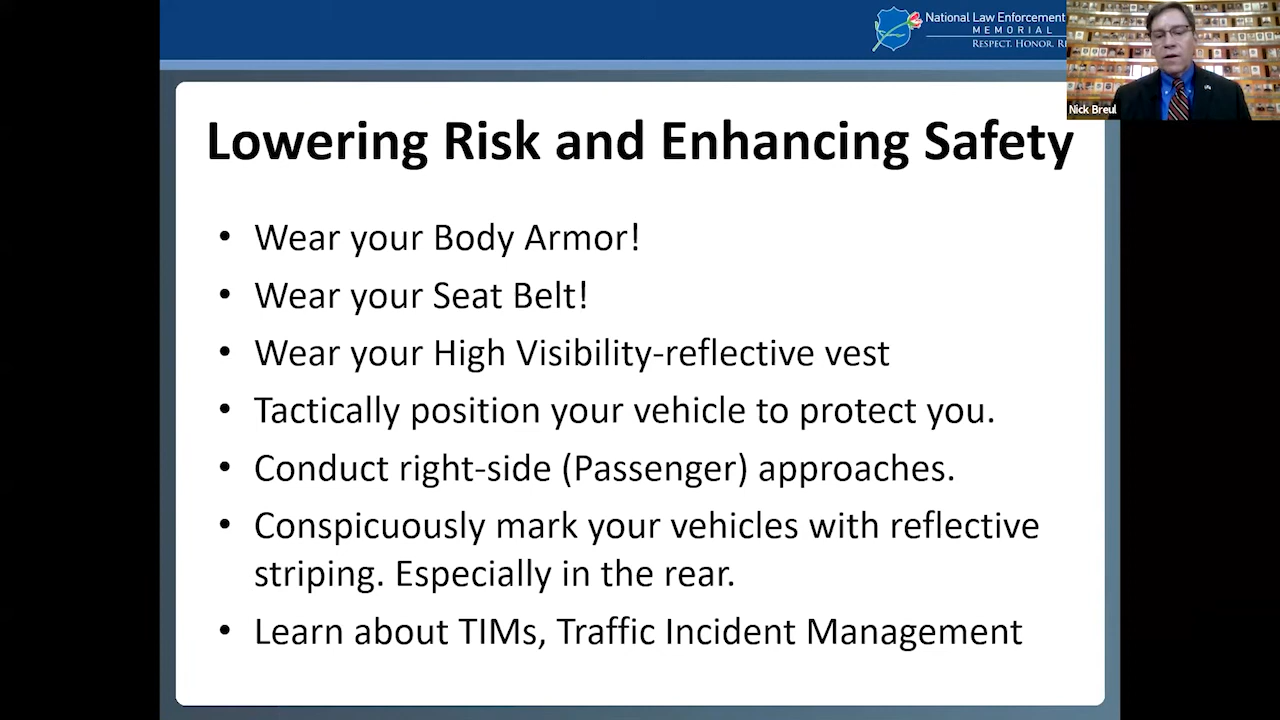 National Law Enforcement
MEMORIAL
RESPECT. HONOR.
Nick Breul
Lowering Risk and Enhancing Safety
• Wear your Body Armor!
• Wear your Seat Belt!
• Wear your High Visibility-reflective vest
• Tactically position your vehicle to protect you.
• Conduct right-side (Passenger) approaches.
• Conspicuously mark your vehicles with reflective
striping. Especially in the rear.
• Learn about TIMs, Traffic Incident Management